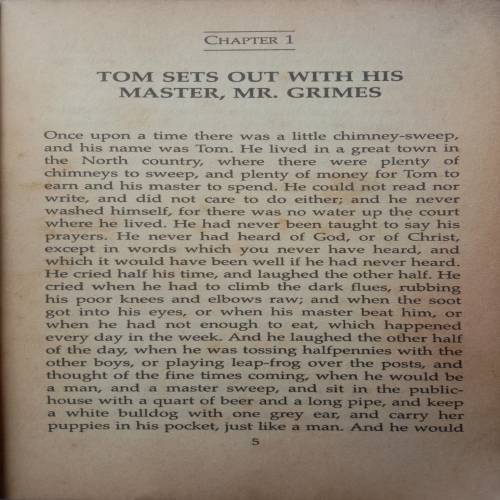 CHAPTER 1
TOM SETS OUT WITH HIS
MASTER, MR. GRIMES
Once upon a time there was a little chimney-sweep,
and his name was Tom. He lived in a great town in
the North country, where there were plenty of
chimneys to sweep, and plenty of money for Tom to
earn and his master to spend. He could not read nor
write, and did not care to do either; and he never
washed himself, for there was no water up the court
where he lived. He had never been taught to say his
prayers. He never had heard of God, or of Christ,
except in words which you never have heard, and
which it would have been well if he had never heard.
He cried half his time, and laughed the other half. He
cried when he had to climb the dark flues, rubbing
his poor knees and elbows raw; and when the soot
got into his eyes, or when his master beat him, or
when he had not enough to eat, which happened
every day in the week. And he laughed the other half
of the day, when he was tossing halfpennies with the
other boys, or playing leap-frog over the posts, and
thought of the fine times coming, when he would be
a man, and a master sweep, and sit in the public-
house with a quart of beer and a long pipe, and keep
a white bulldog with one grey ear, and carry her
puppies in his pocket, just like a man. And he would
5